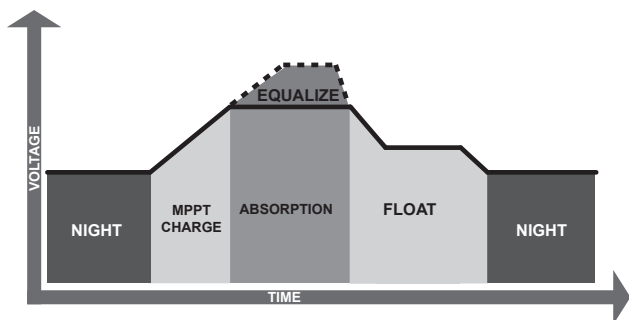 EQUALIZE
VOLTAGE
NIGHT
MPPT
CHARGE
ABSORPTION
FLOAT
NIGHT
TIME